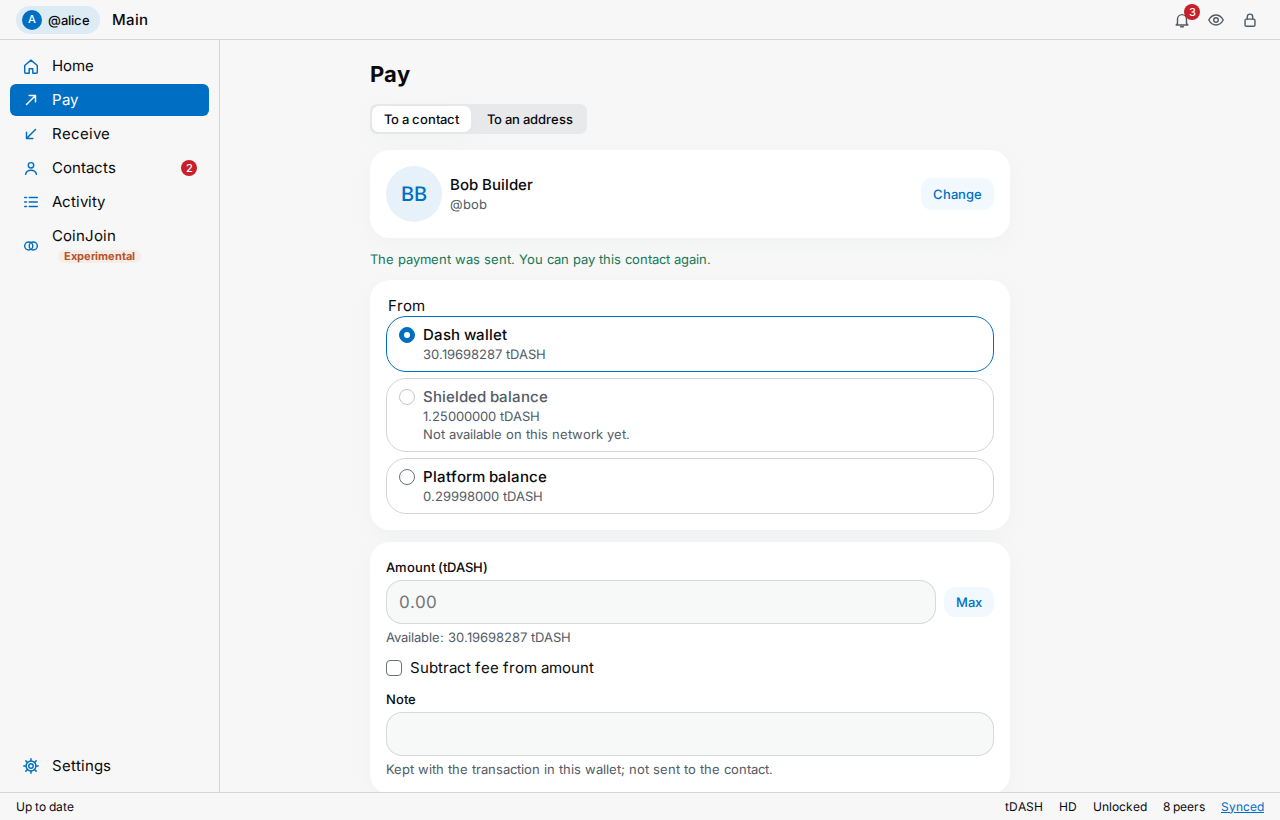 A @alice Main 3
Home
Pay
Receive
Contacts 2
Activity
CoinJoin
Experimental
Settings
Pay
To a contact To an address
BB
Bob Builder
@bob
Change
The payment was sent. You can pay this contact again.
From
Dash wallet
30.19698287 tDASH
Shielded balance
1.25000000 tDASH
Not available on this network yet.
Platform balance
0.29998000 tDASH
Amount (tDASH)
0.00 Max
Available: 30.19698287 tDASH
Subtract fee from amount
Note
Kept with the transaction in this wallet; not sent to the contact.
Up to date tDASH HD Unlocked 8 peers Synced